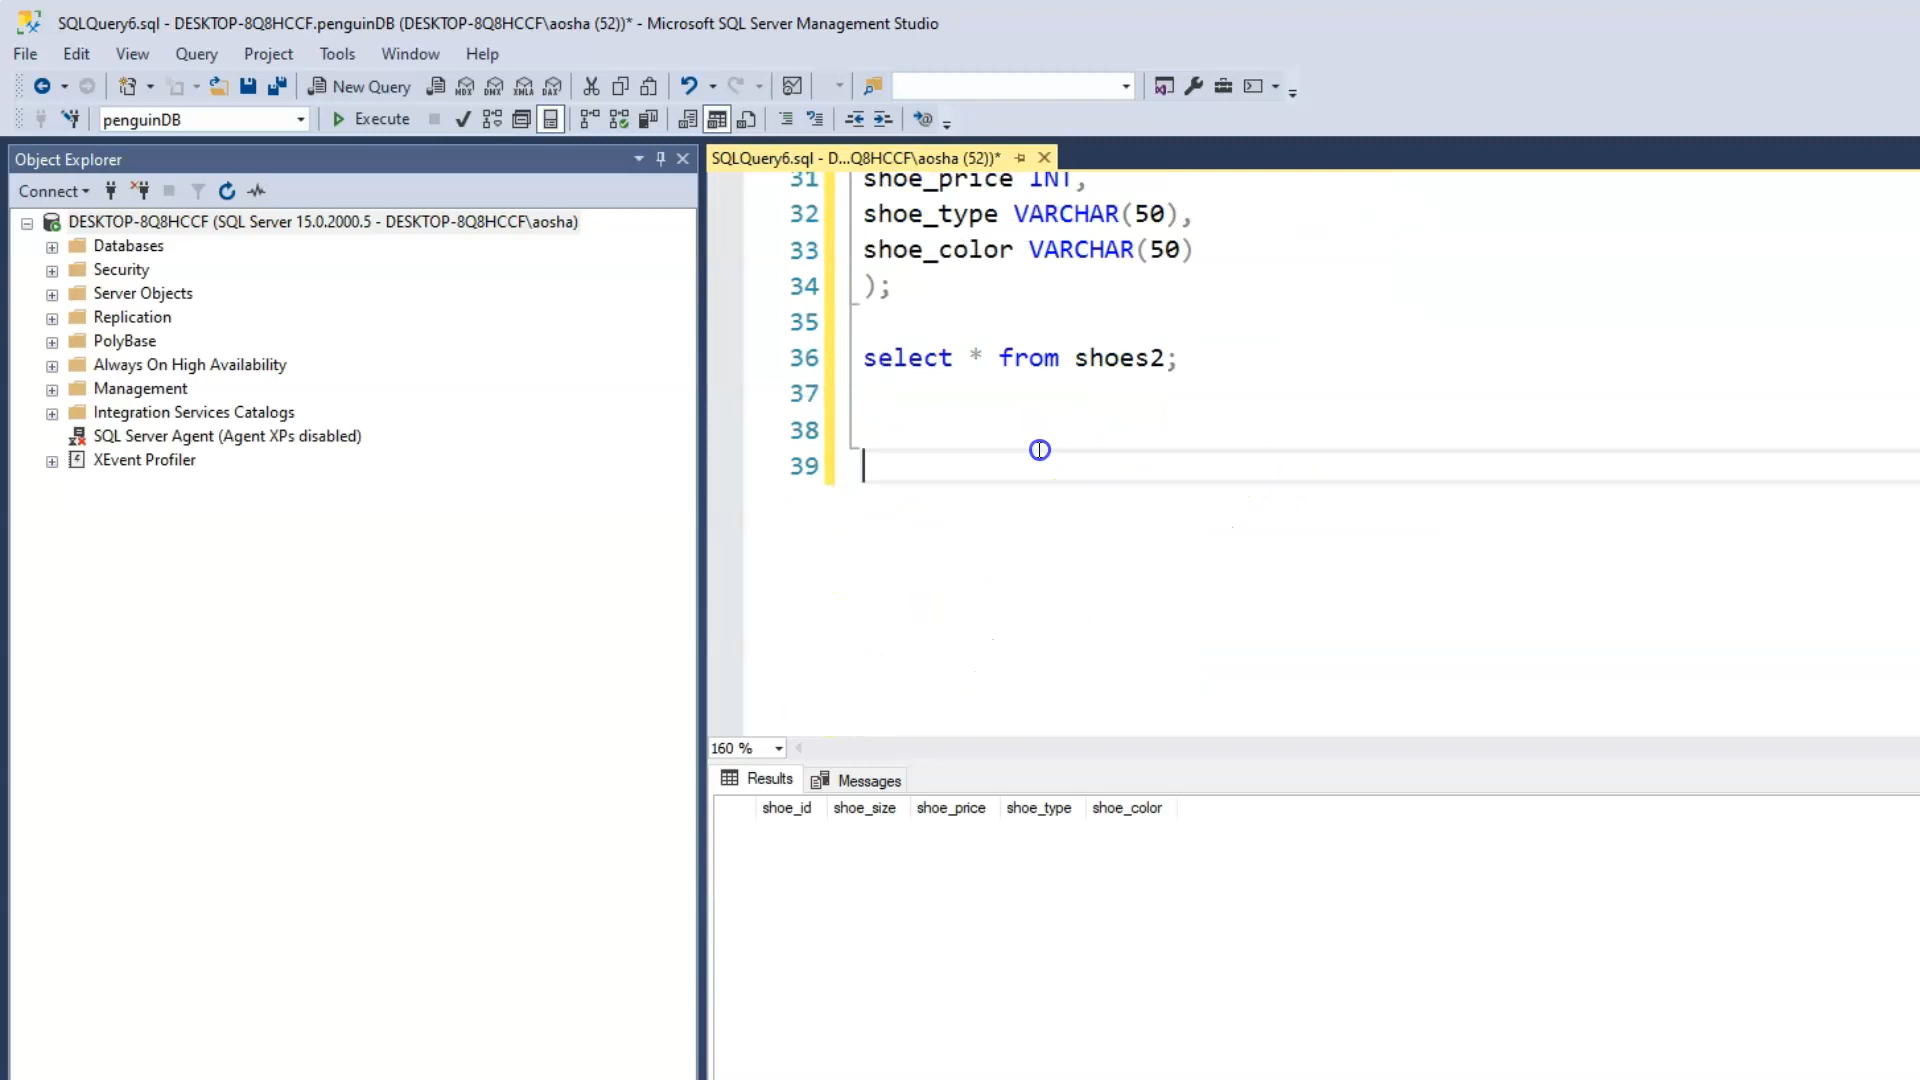 SQLQuery6.sql - DESKTOP-8Q8HCCF.penguinDB (DESKTOP-8Q8HCCF\aosha (52))* - Microsoft SQL Server Management Studio
File Edit View Query Project Tools Window Help
New Query MDX DMX XMLA DAX
penguinDB Execute
Object Explorer
Connect
DESKTOP-8Q8HCCF (SQL Server 15.0.2000.5 - DESKTOP-8Q8HCCF\aosha)
Databases
Security
Server Objects
Replication
PolyBase
Always On High Availability
Management
Integration Services Catalogs
SQL Server Agent (Agent XPs disabled)
XEvent Profiler
SQLQuery6.sql - D...Q8HCCF\aosha (52))*
31 shoe_price INT,
32 shoe_type VARCHAR(50),
33 shoe_color VARCHAR(50)
34 );
35
36 select * from shoes2;
37
38
39
160 %
Results Messages
shoe_id shoe_size shoe_price shoe_type shoe_color